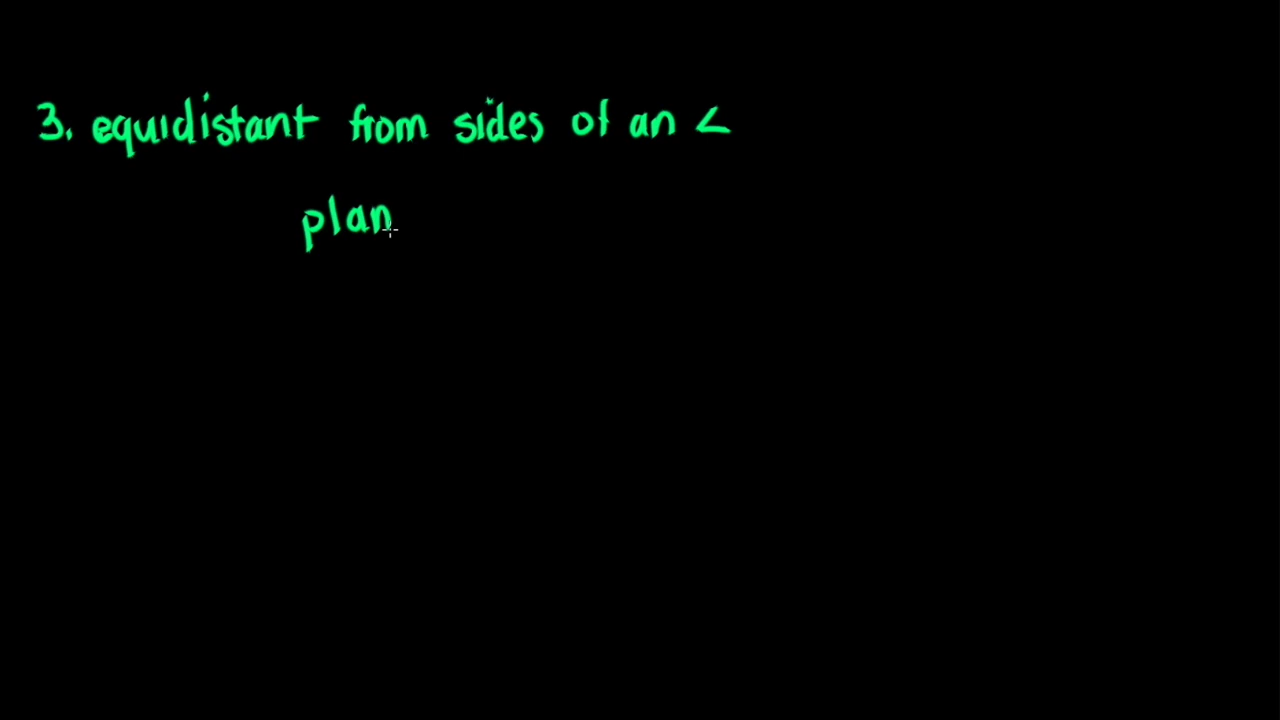 3. equidistant from sides of an <
plan